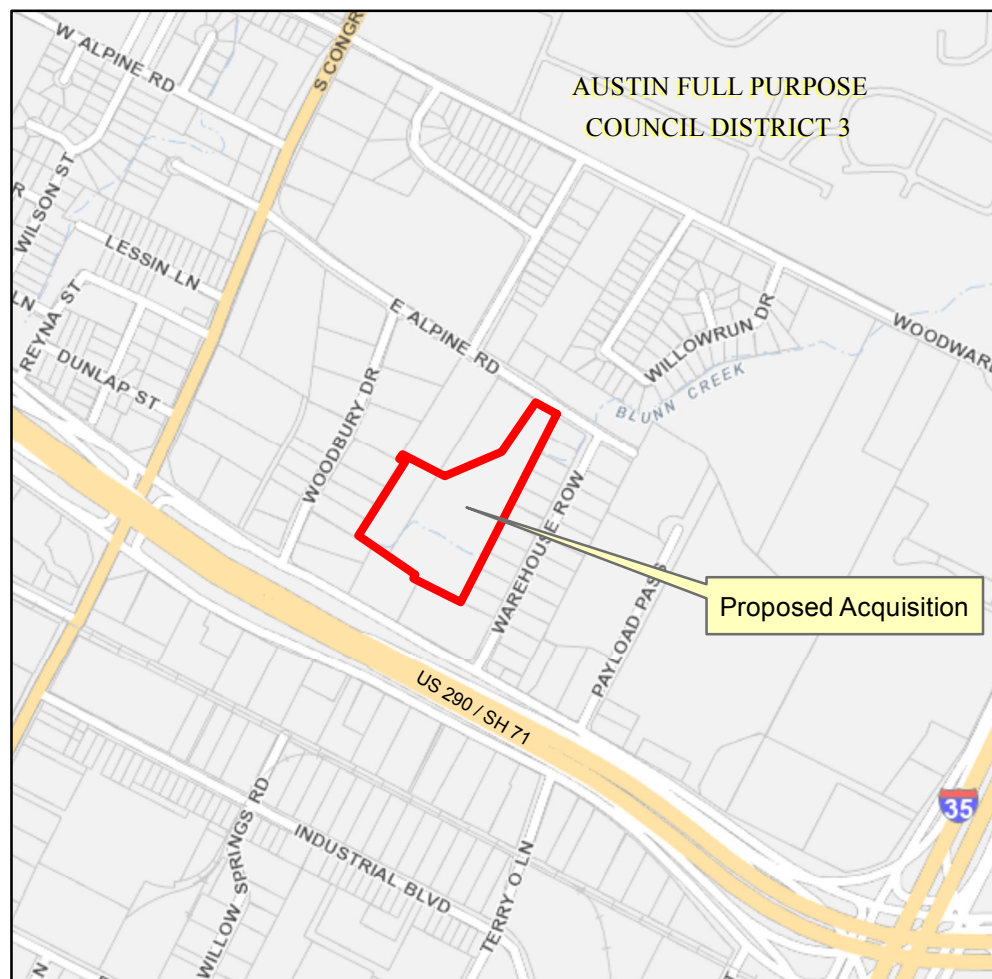 W ALPINE RD
S CONGR
AUSTIN FULL PURPOSE
COUNCIL DISTRICT 3
WILSON ST
R
LESSIN LN
LN
REYNA ST
DUNLAP ST
E ALPINE RD
WOODBURY DR
WILLOWRUN DR
WOODWAR
BLUNN CREEK
WAREHOUSE ROW
PAYLOAD PASS
Proposed Acquisition
US 290 / SH 71
35
WILLOW SPRINGS RD
INDUSTRIAL BLVD
TERRY O LN
N
T